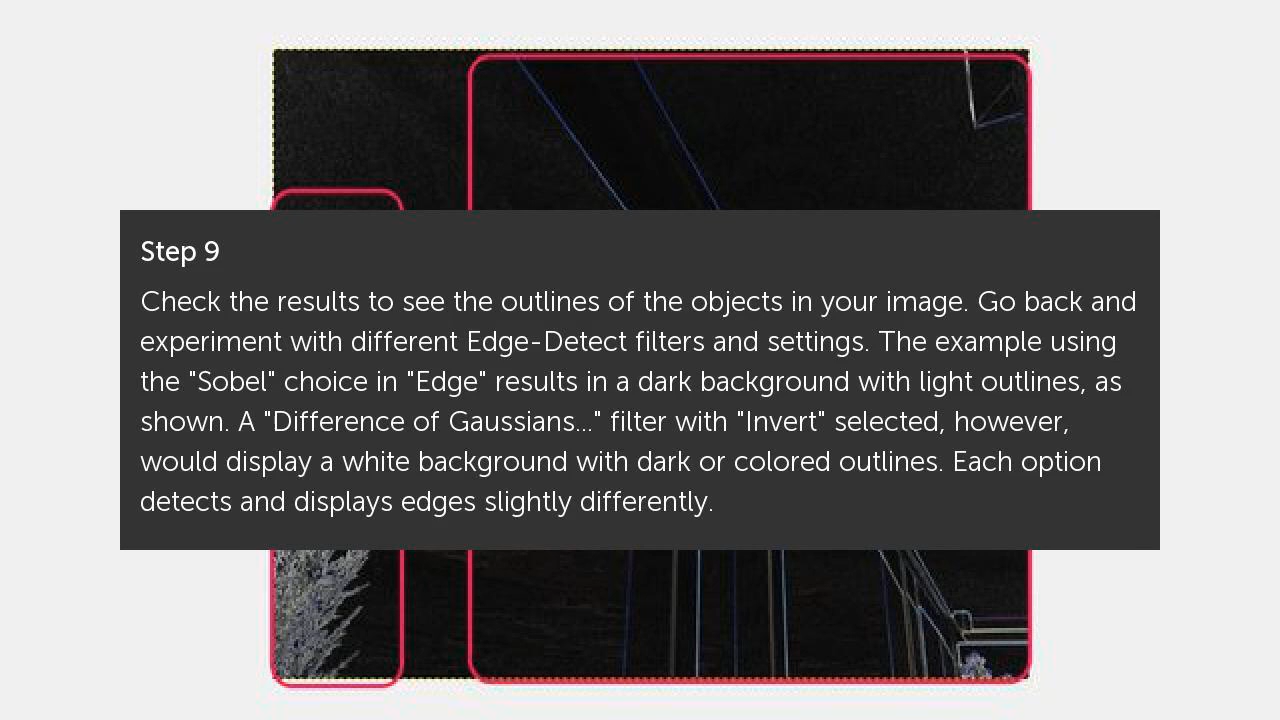 Step 9
Check the results to see the outlines of the objects in your image. Go back and
experiment with different Edge-Detect filters and settings. The example using
the "Sobel" choice in "Edge" results in a dark background with light outlines, as
shown. A "Difference of Gaussians..." filter with "Invert" selected, however,
would display a white background with dark or colored outlines. Each option
detects and displays edges slightly differently.